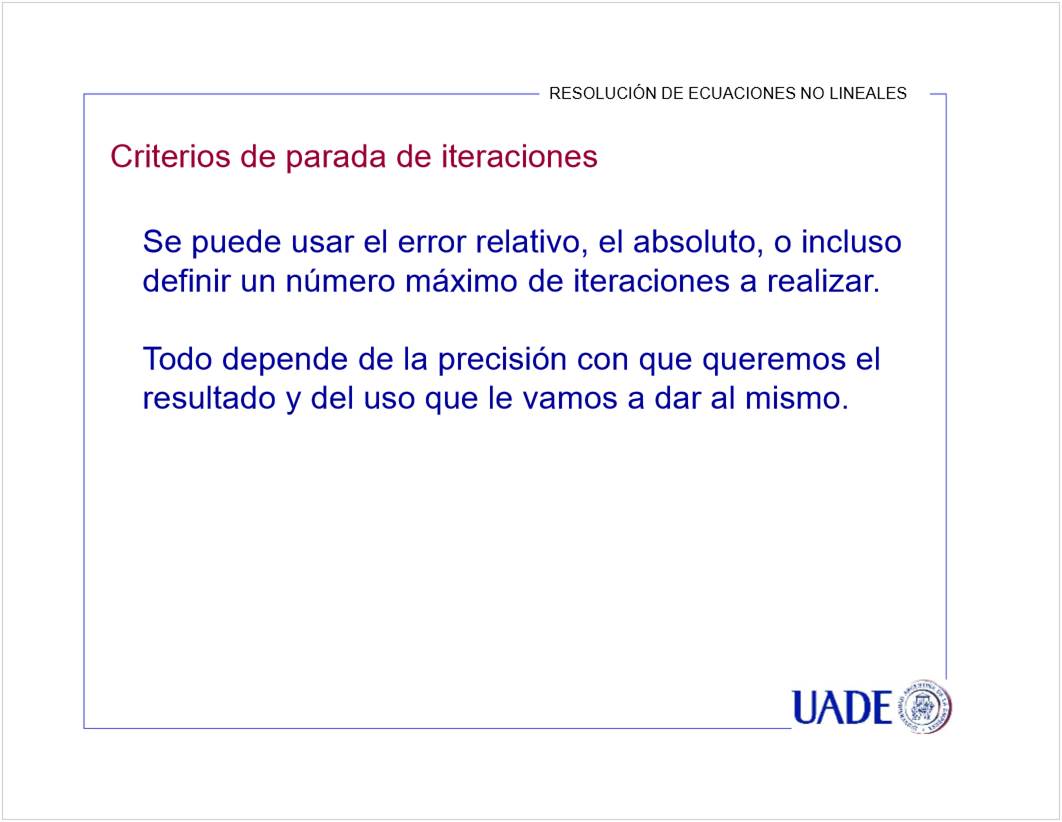 RESOLUCIÓN DE ECUACIONES NO LINEALES
Criterios de parada de iteraciones
Se puede usar el error relativo, el absoluto, o incluso
definir un número máximo de iteraciones a realizar.
Todo depende de la precisión con que queremos el
resultado y del uso que le vamos a dar al mismo.
UADE